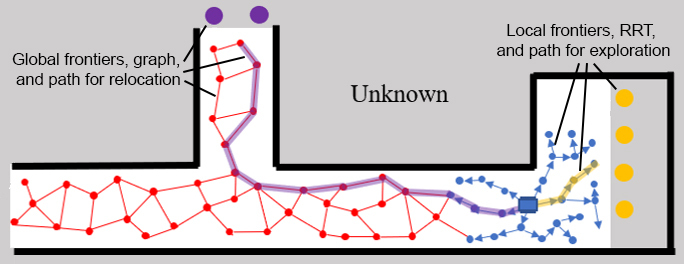 Global frontiers, graph,
and path for relocation
Unknown
Local frontiers, RRT,
and path for exploration